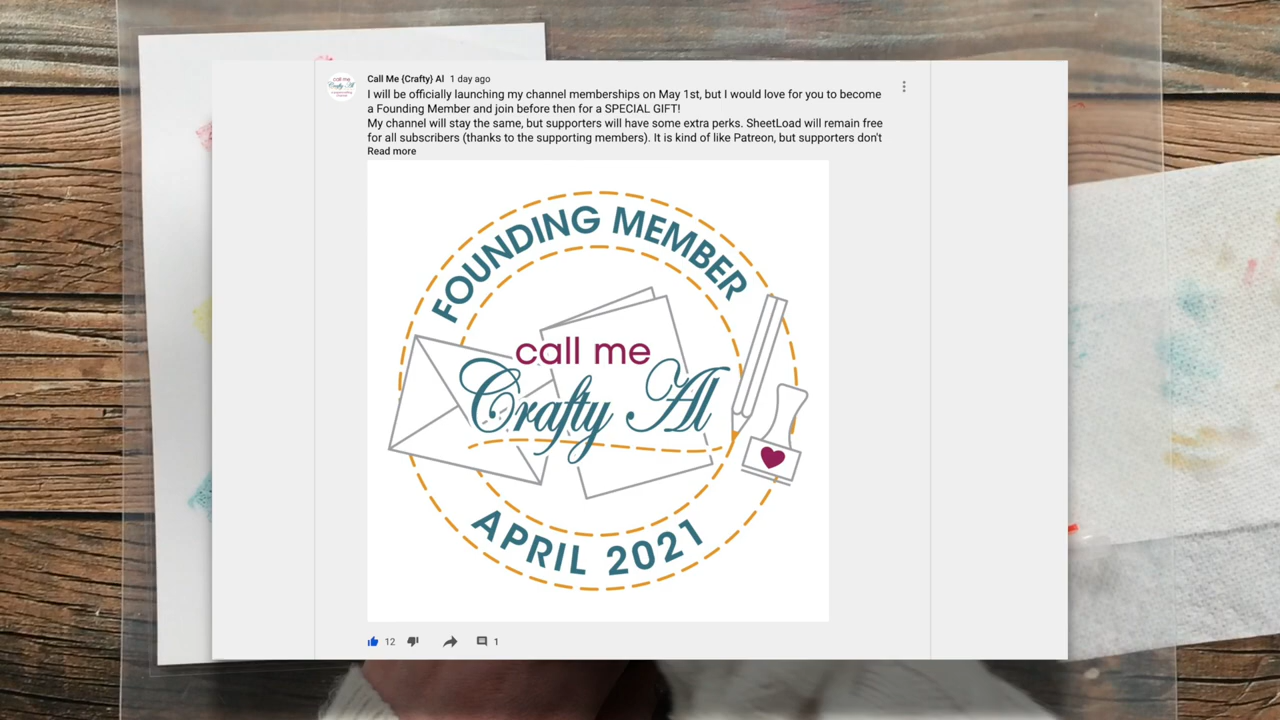 Call Me {Crafty} Al 1 day ago
I will be officially launching my channel memberships on May 1st, but I would love for you to become
a Founding Member and join before then for a SPECIAL GIFT!
My channel will stay the same, but supporters will have some extra perks. SheetLoad will remain free
for all subscribers (thanks to the supporting members). It is kind of like Patreon, but supporters don't
Read more
FOUNDING MEMBER
call me
Crafty Al
APRIL 2021
12 1